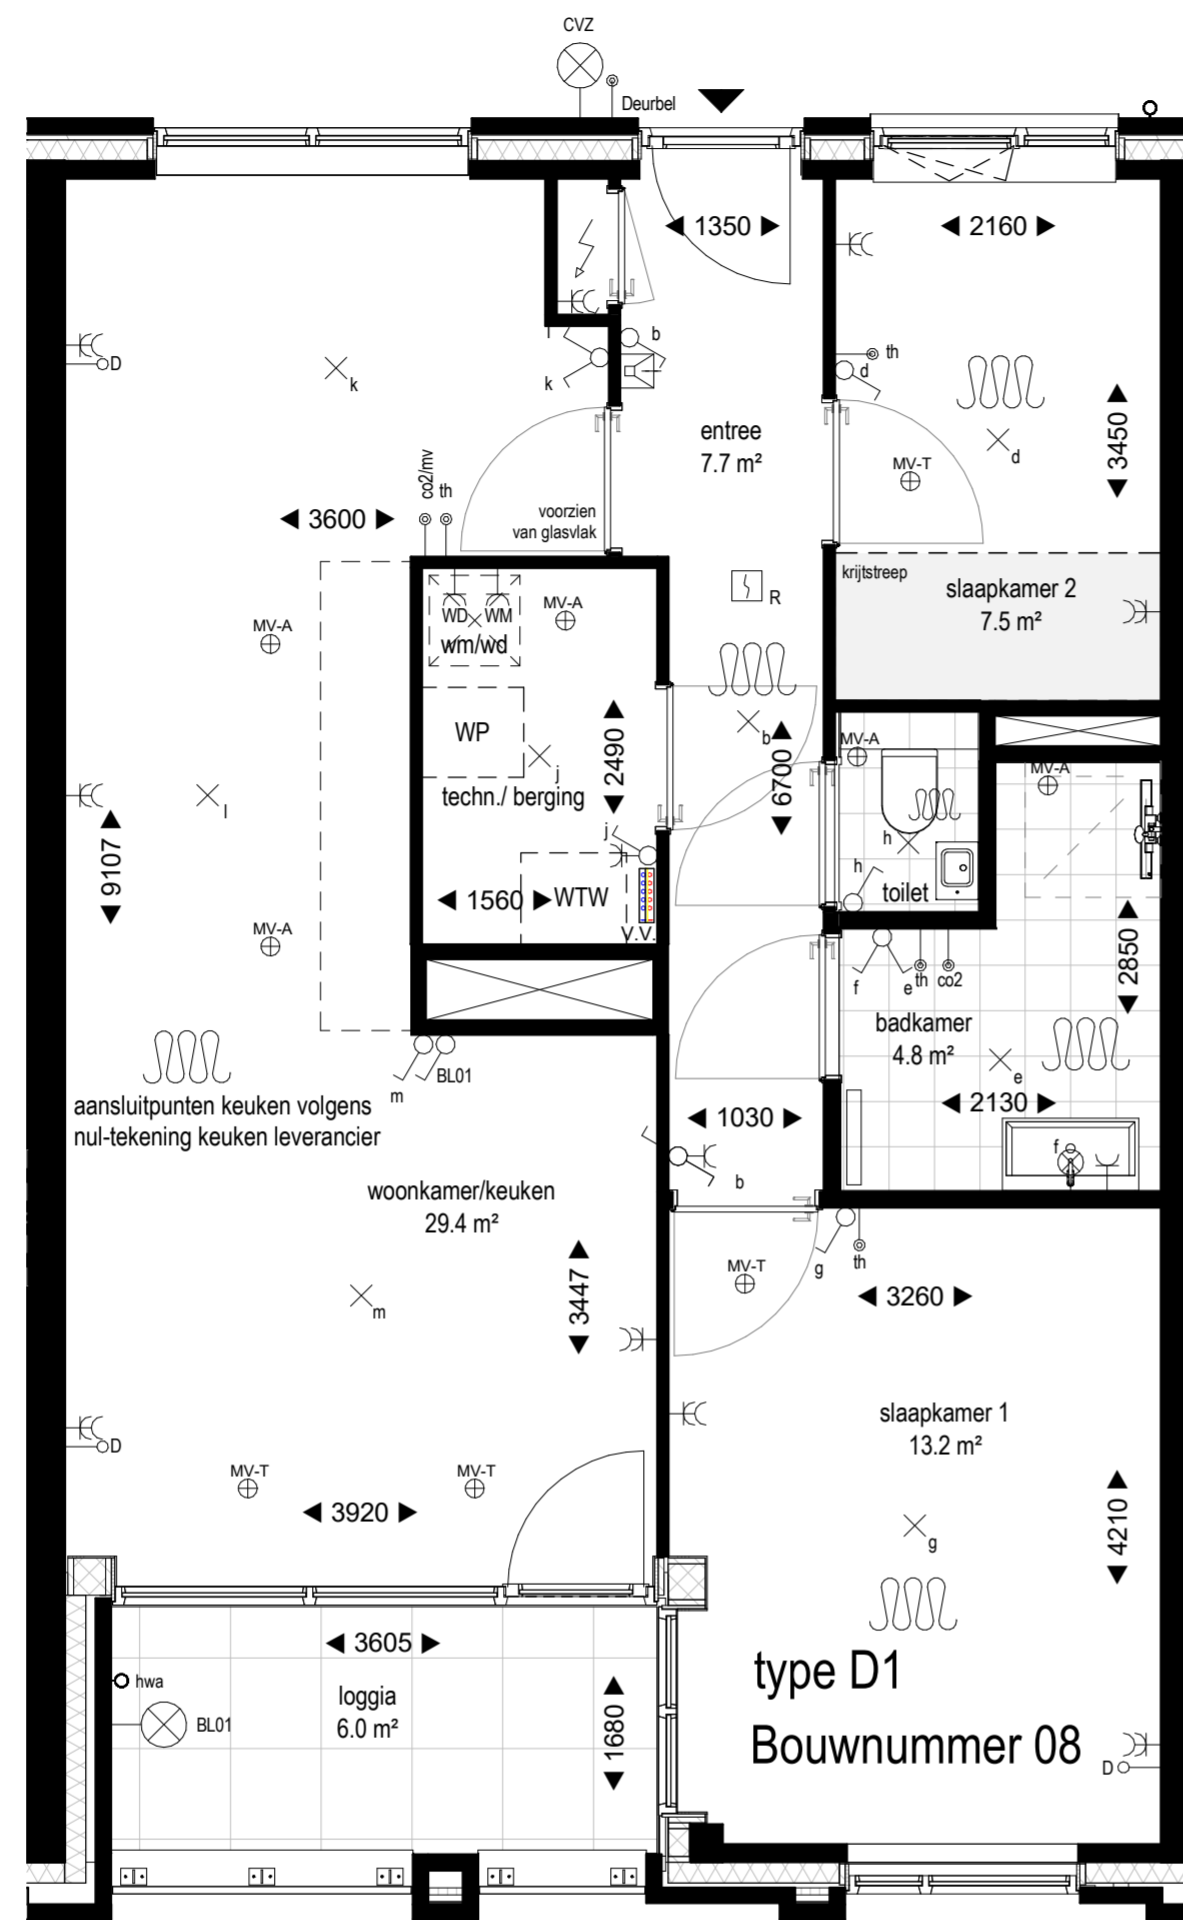 CVZ
Deurbel
1350
2160
D
k
k
b
th
d
d
entree
7.7 m²
MV-T
3450
co2/mv
th
3600
voorzien
van glasvlak
krijtstreep
slaapkamer 2
7.5 m²
R
WD
WM
wm/wd
MV-A
MV-A
WP
j
techn./ berging
2490
b
6700
MV-A
MV-A
h
h
toilet
l
9107
j
1560
WTW
V.V.
MV-A
2850
f
e
th
co2
badkamer
4.8 m²
e
2130
f
m
BL01
aansluitpunten keuken volgens
nul-tekening keuken leverancier
1030
b
woonkamer/keuken
29.4 m²
g
th
MV-T
3260
3447
m
slaapkamer 1
13.2 m²
D
MV-T
MV-T
3920
g
4210
3605
hwa
loggia
6.0 m²
BL01
1680
type D1
Bouwnummer 08
D